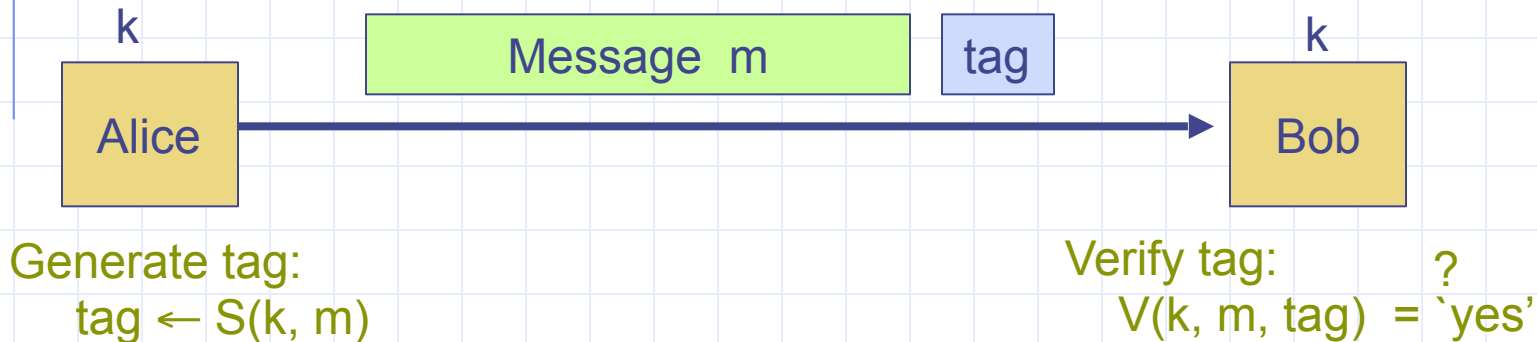 k
Message m
tag
k
Alice
Bob
Generate tag:
tag ← S(k, m)
Verify tag:
?
V(k, m, tag) = `yes’